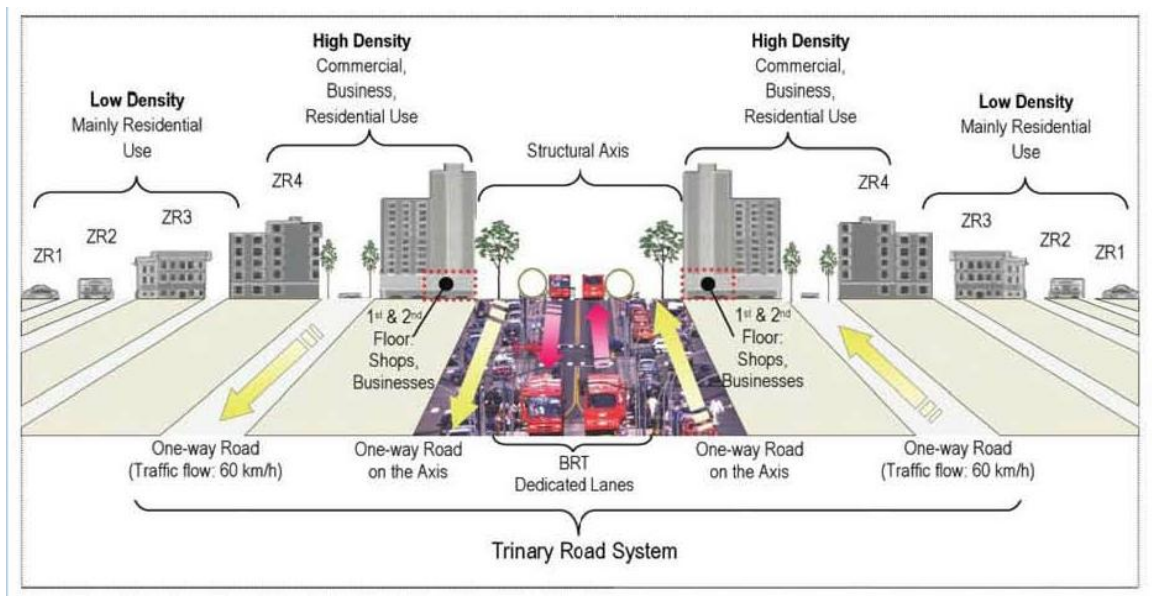 High Density
Commercial,
Business,
Residential Use
High Density
Commercial,
Business,
Residential Use
Low Density
Mainly Residential
Use
Low Density
Mainly Residential
Use
Structural Axis
ZR4
ZR4
ZR3
ZR3
ZR2
ZR2
ZR1
ZR1
1st & 2nd
Floor:
Shops,
Businesses
1st & 2nd
Floor:
Shops,
Businesses
One-way Road
(Traffic flow: 60 km/h)
One-way Road
on the Axis
BRT
Dedicated Lanes
One-way Road
on the Axis
One-way Road
(Traffic flow: 60 km/h)
Trinary Road System